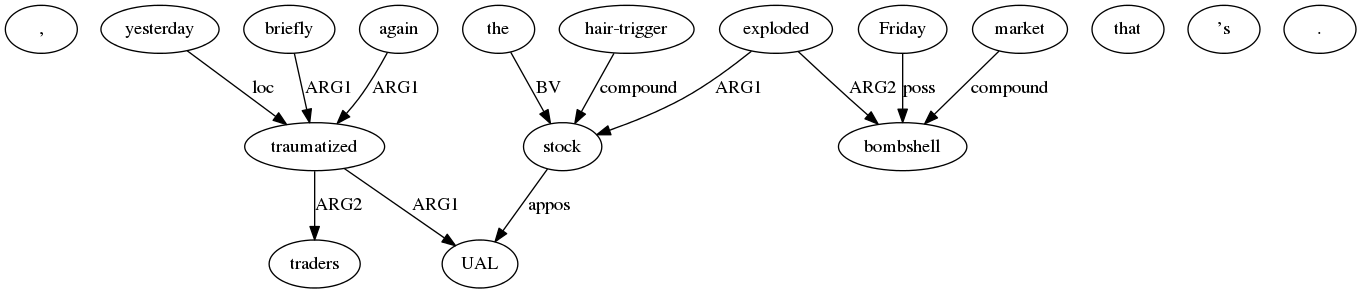 , yesterday briefly again the hair-trigger exploded Friday market that ’s .
loc ARG1 ARG1 BV compound ARG1 ARG2 poss compound
traumatized stock bombshell
ARG2 ARG1 appos
traders UAL